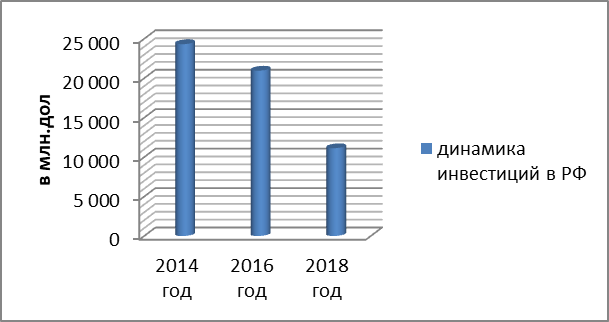 25 000
20 000
15 000
10 000
5 000
0
в млн.дол
2014
год
2016
год
2018
год
динамика
инвестиций в РФ